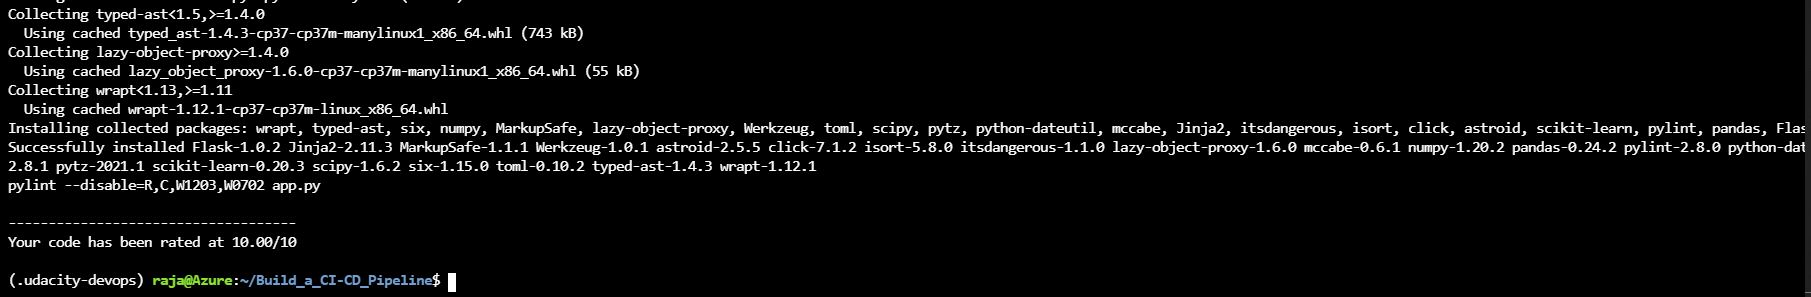 Collecting typed-ast<1.5,>=1.4.0
  Using cached typed_ast-1.4.3-cp37-cp37m-manylinux1_x86_64.whl (743 kB)
Collecting lazy-object-proxy>=1.4.0
  Using cached lazy_object_proxy-1.6.0-cp37-cp37m-manylinux1_x86_64.whl (55 kB)
Collecting wrapt<1.13,>=1.11
  Using cached wrapt-1.12.1-cp37-cp37m-linux_x86_64.whl
Installing collected packages: wrapt, typed-ast, six, numpy, MarkupSafe, lazy-object-proxy, Werkzeug, toml, scipy, pytz, python-dateutil, mccabe, Jinja2, itsdangerous, isort, click, astroid, scikit-learn, pylint, pandas, Flas
Successfully installed Flask-1.0.2 Jinja2-2.11.3 MarkupSafe-1.1.1 Werkzeug-1.0.1 astroid-2.5.5 click-7.1.2 isort-5.8.0 itsdangerous-1.1.0 lazy-object-proxy-1.6.0 mccabe-0.6.1 numpy-1.20.2 pandas-0.24.2 pylint-2.8.0 python-dat
2.8.1 pytz-2021.1 scikit-learn-0.20.3 scipy-1.6.2 six-1.15.0 toml-0.10.2 typed-ast-1.4.3 wrapt-1.12.1
pylint --disable=R,C,W1203,W0702 app.py
------------------------------------
Your code has been rated at 10.00/10
(.udacity-devops) raja@Azure:~/Build_a_CI-CD_Pipeline$